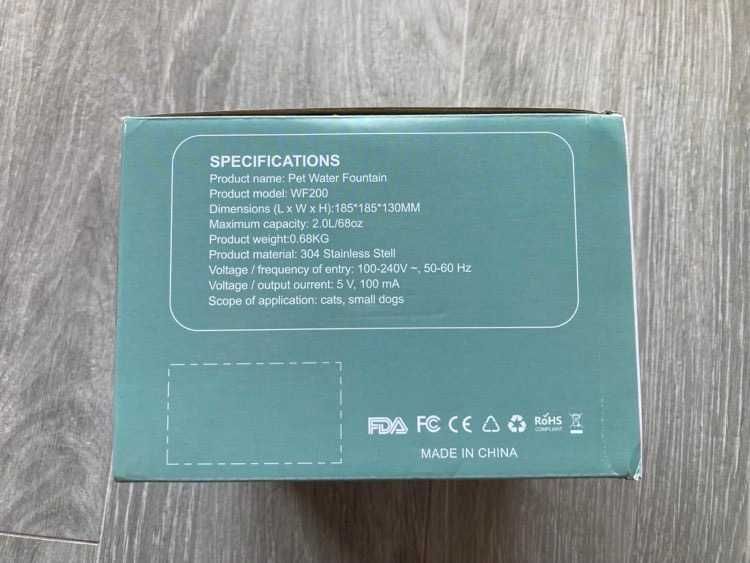 SPECIFICATIONS
Product name: Pet Water Fountain
Product model: WF200
Dimensions (L x W x H):185*185*130MM
Maximum capacity: 2.0L/68oz
Product weight:0.68KG
Product material: 304 Stainless Stell
Voltage / frequency of entry: 100-240V ~, 50-60 Hz
Voltage / output ourrent: 5 V, 100 mA
Scope of application: cats, small dogs
FDA FC CE RoHS
COMPLIANT
MADE IN CHINA